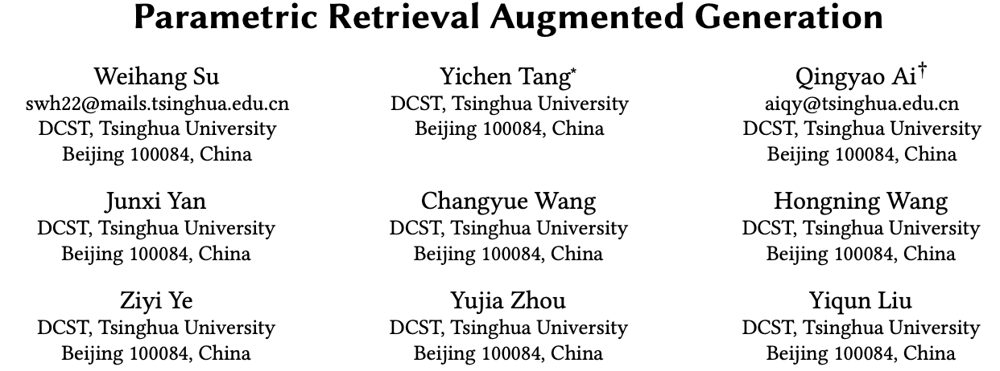 Parametric Retrieval Augmented Generation
Weihang Su
swh22@mails.tsinghua.edu.cn
DCST, Tsinghua University
Beijing 100084, China
Yichen Tang*
DCST, Tsinghua University
Beijing 100084, China
Qingyao Ai†
aiqy@tsinghua.edu.cn
DCST, Tsinghua University
Beijing 100084, China
Junxi Yan
DCST, Tsinghua University
Beijing 100084, China
Changyue Wang
DCST, Tsinghua University
Beijing 100084, China
Hongning Wang
DCST, Tsinghua University
Beijing 100084, China
Ziyi Ye
DCST, Tsinghua University
Beijing 100084, China
Yujia Zhou
DCST, Tsinghua University
Beijing 100084, China
Yiqun Liu
DCST, Tsinghua University
Beijing 100084, China